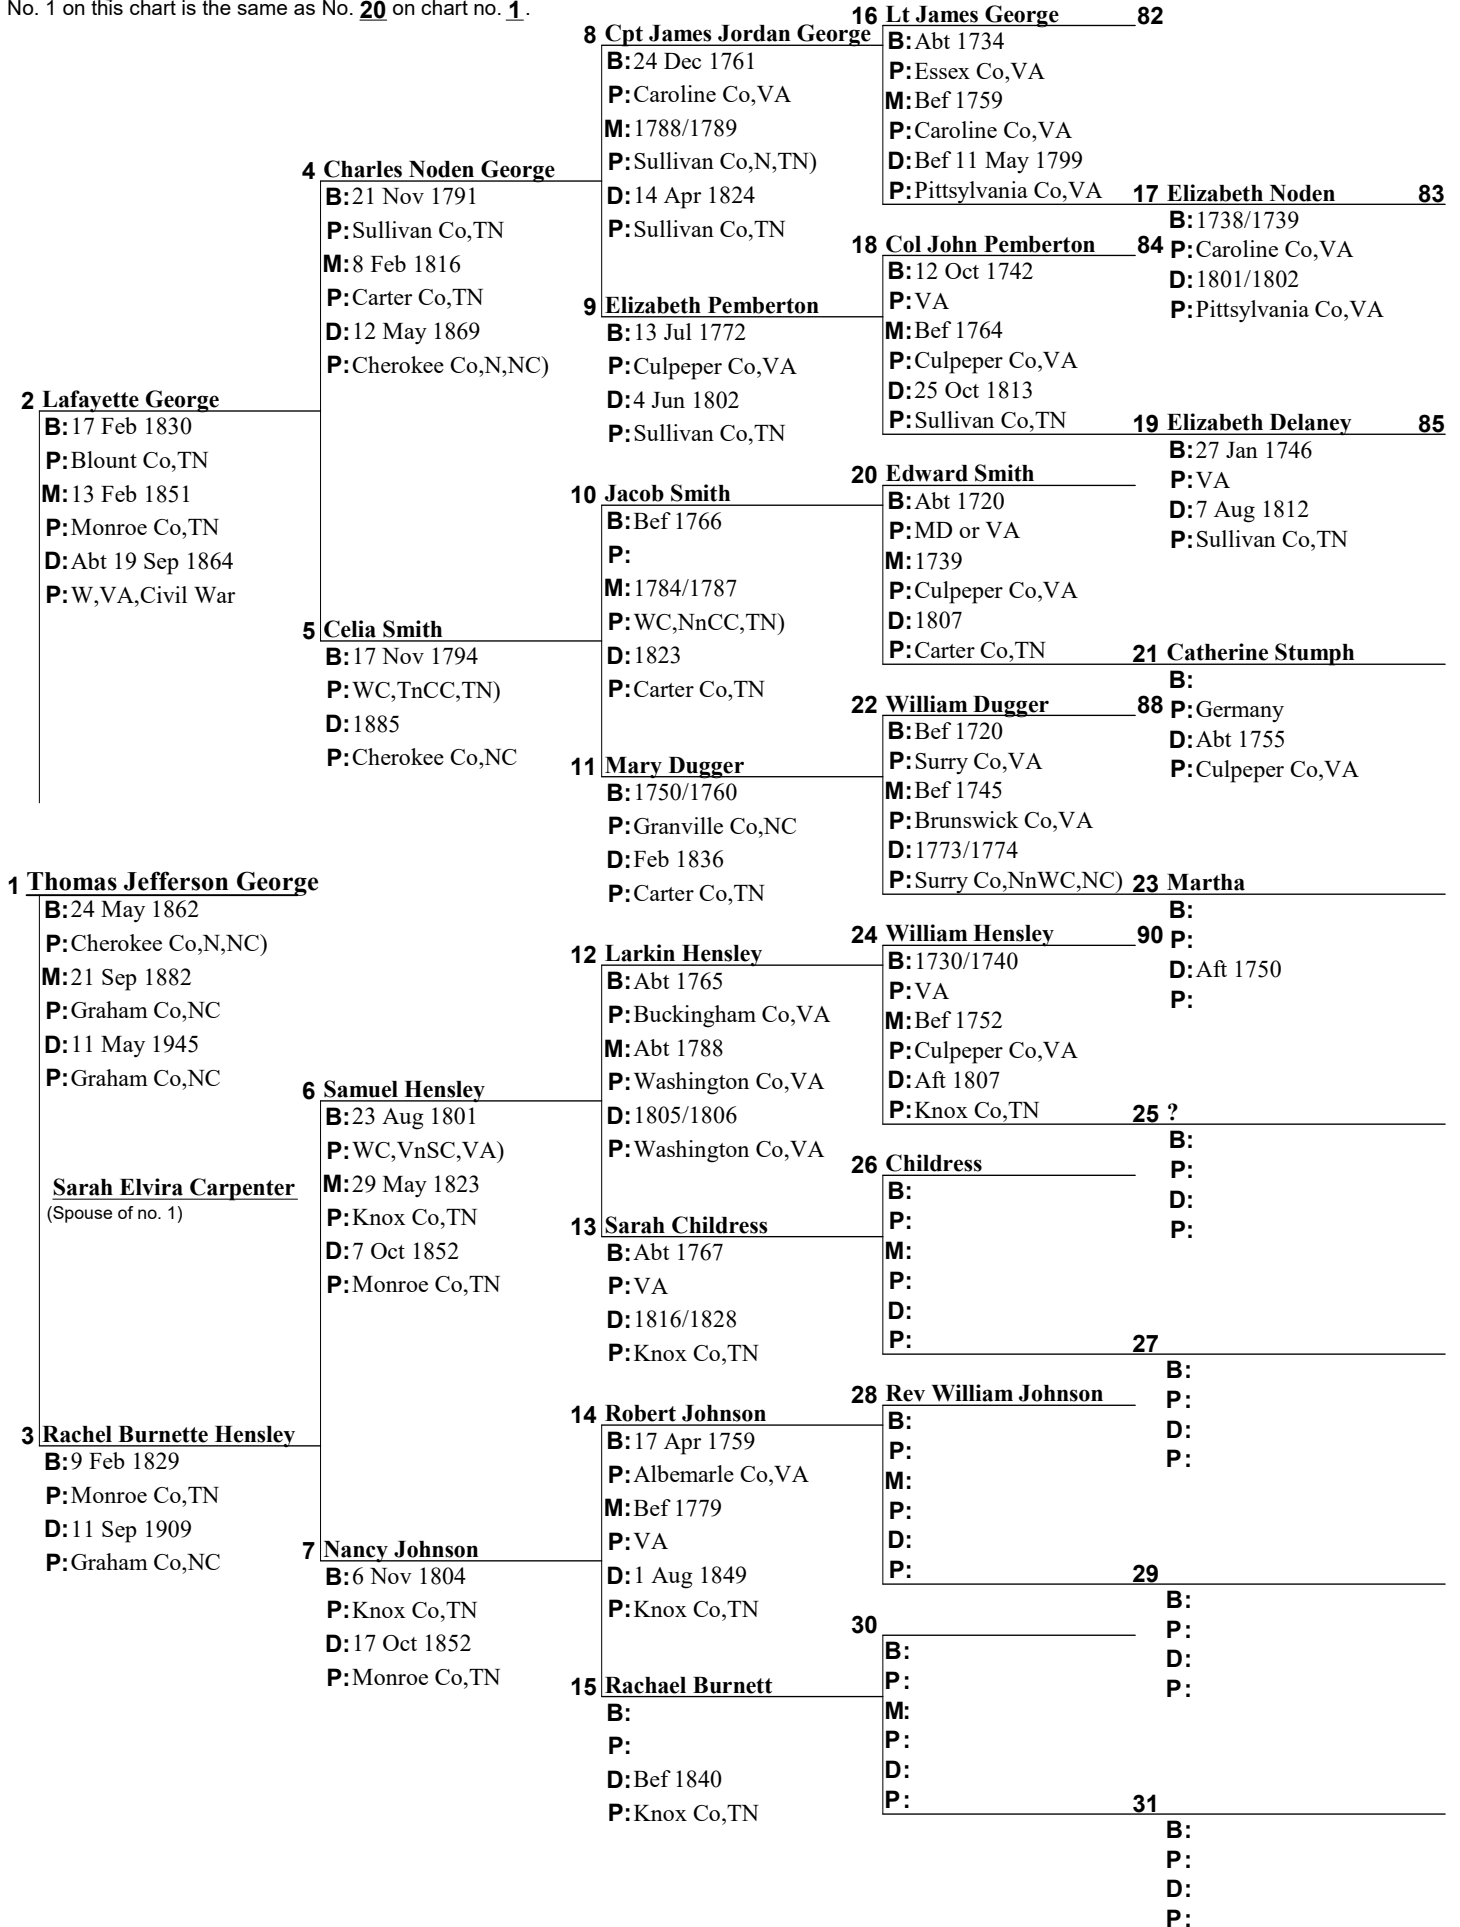 No. 1 on this chart is the same as No. 20 on chart no. 1.
1 Thomas Jefferson George
B: 24 May 1862
P: Cherokee Co,N,NC)
M: 21 Sep 1882
P: Graham Co,NC
D: 11 May 1945
P: Graham Co,NC
Sarah Elvira Carpenter
(Spouse of no. 1)
2 Lafayette George
B: 17 Feb 1830
P: Blount Co,TN
M: 13 Feb 1851
P: Monroe Co,TN
D: Abt 19 Sep 1864
P: W,VA,Civil War
3 Rachel Burnette Hensley
B: 9 Feb 1829
P: Monroe Co,TN
D: 11 Sep 1909
P: Graham Co,NC
4 Charles Noden George
B: 21 Nov 1791
P: Sullivan Co,TN
M: 8 Feb 1816
P: Carter Co,TN
D: 12 May 1869
P: Cherokee Co,N,NC)
5 Celia Smith
B: 17 Nov 1794
P: WC,TnCC,TN)
D: 1885
P: Cherokee Co,NC
6 Samuel Hensley
B: 23 Aug 1801
P: WC,VnSC,VA)
M: 29 May 1823
P: Knox Co,TN
D: 7 Oct 1852
P: Monroe Co,TN
7 Nancy Johnson
B: 6 Nov 1804
P: Knox Co,TN
D: 17 Oct 1852
P: Monroe Co,TN
8 Cpt James Jordan George
B: 24 Dec 1761
P: Caroline Co,VA
M: 1788/1789
P: Sullivan Co,N,TN)
D: 14 Apr 1824
P: Sullivan Co,TN
9 Elizabeth Pemberton
B: 13 Jul 1772
P: Culpeper Co,VA
D: 4 Jun 1802
P: Sullivan Co,TN
10 Jacob Smith
B: Bef 1766
P:
M: 1784/1787
P: WC,NnCC,TN)
D: 1823
P: Carter Co,TN
11 Mary Dugger
B: 1750/1760
P: Granville Co,NC
D: Feb 1836
P: Carter Co,TN
12 Larkin Hensley
B: Abt 1765
P: Buckingham Co,VA
M: Abt 1788
P: Washington Co,VA
D: 1805/1806
P: Washington Co,VA
13 Sarah Childress
B: Abt 1767
P: VA
D: 1816/1828
P: Knox Co,TN
14 Robert Johnson
B: 17 Apr 1759
P: Albemarle Co,VA
M: Bef 1779
P: VA
D: 1 Aug 1849
P: Knox Co,TN
15 Rachael Burnett
B:
P:
D: Bef 1840
P: Knox Co,TN
16 Lt James George 82
B: Abt 1734
P: Essex Co,VA
M: Bef 1759
P: Caroline Co,VA
D: Bef 11 May 1799
P: Pittsylvania Co,VA
17 Elizabeth Noden 83
B: 1738/1739
P: Caroline Co,VA
D: 1801/1802
P: Pittsylvania Co,VA
18 Col John Pemberton 84
B: 12 Oct 1742
P: VA
M: Bef 1764
P: Culpeper Co,VA
D: 25 Oct 1813
P: Sullivan Co,TN
19 Elizabeth Delaney 85
B: 27 Jan 1746
P: VA
D: 7 Aug 1812
P: Sullivan Co,TN
20 Edward Smith
B: Abt 1720
P: MD or VA
M: 1739
P: Culpeper Co,VA
D: 1807
P: Carter Co,TN
21 Catherine Stumph
B:
P: Germany
D: Abt 1755
P: Culpeper Co,VA
22 William Dugger 88
B: Bef 1720
P: Surry Co,VA
M: Bef 1745
P: Brunswick Co,VA
D: 1773/1774
P: Surry Co,NnWC,NC)
23 Martha
B:
P:
D: Aft 1750
P:
24 William Hensley 90
B: 1730/1740
P: VA
M: Bef 1752
P: Culpeper Co,VA
D: Aft 1807
P: Knox Co,TN
25 ?
B:
P:
D:
P:
26 Childress
B:
P:
M:
P:
D:
P:
27
B:
P:
D:
P:
28 Rev William Johnson
B:
P:
M:
P:
D:
P:
29
B:
P:
D:
P:
30
B:
P:
M:
P:
D:
P:
31
B:
P:
D:
P: